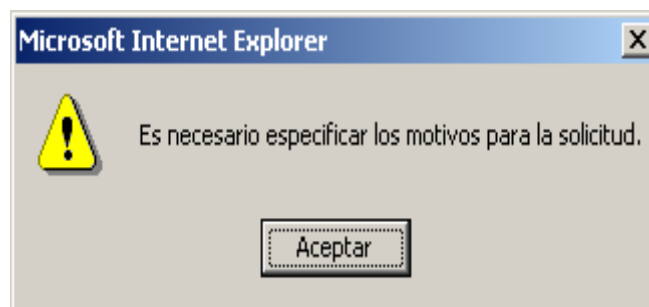 Microsoft Internet Explorer
Es necesario especificar los motivos para la solicitud.
Aceptar